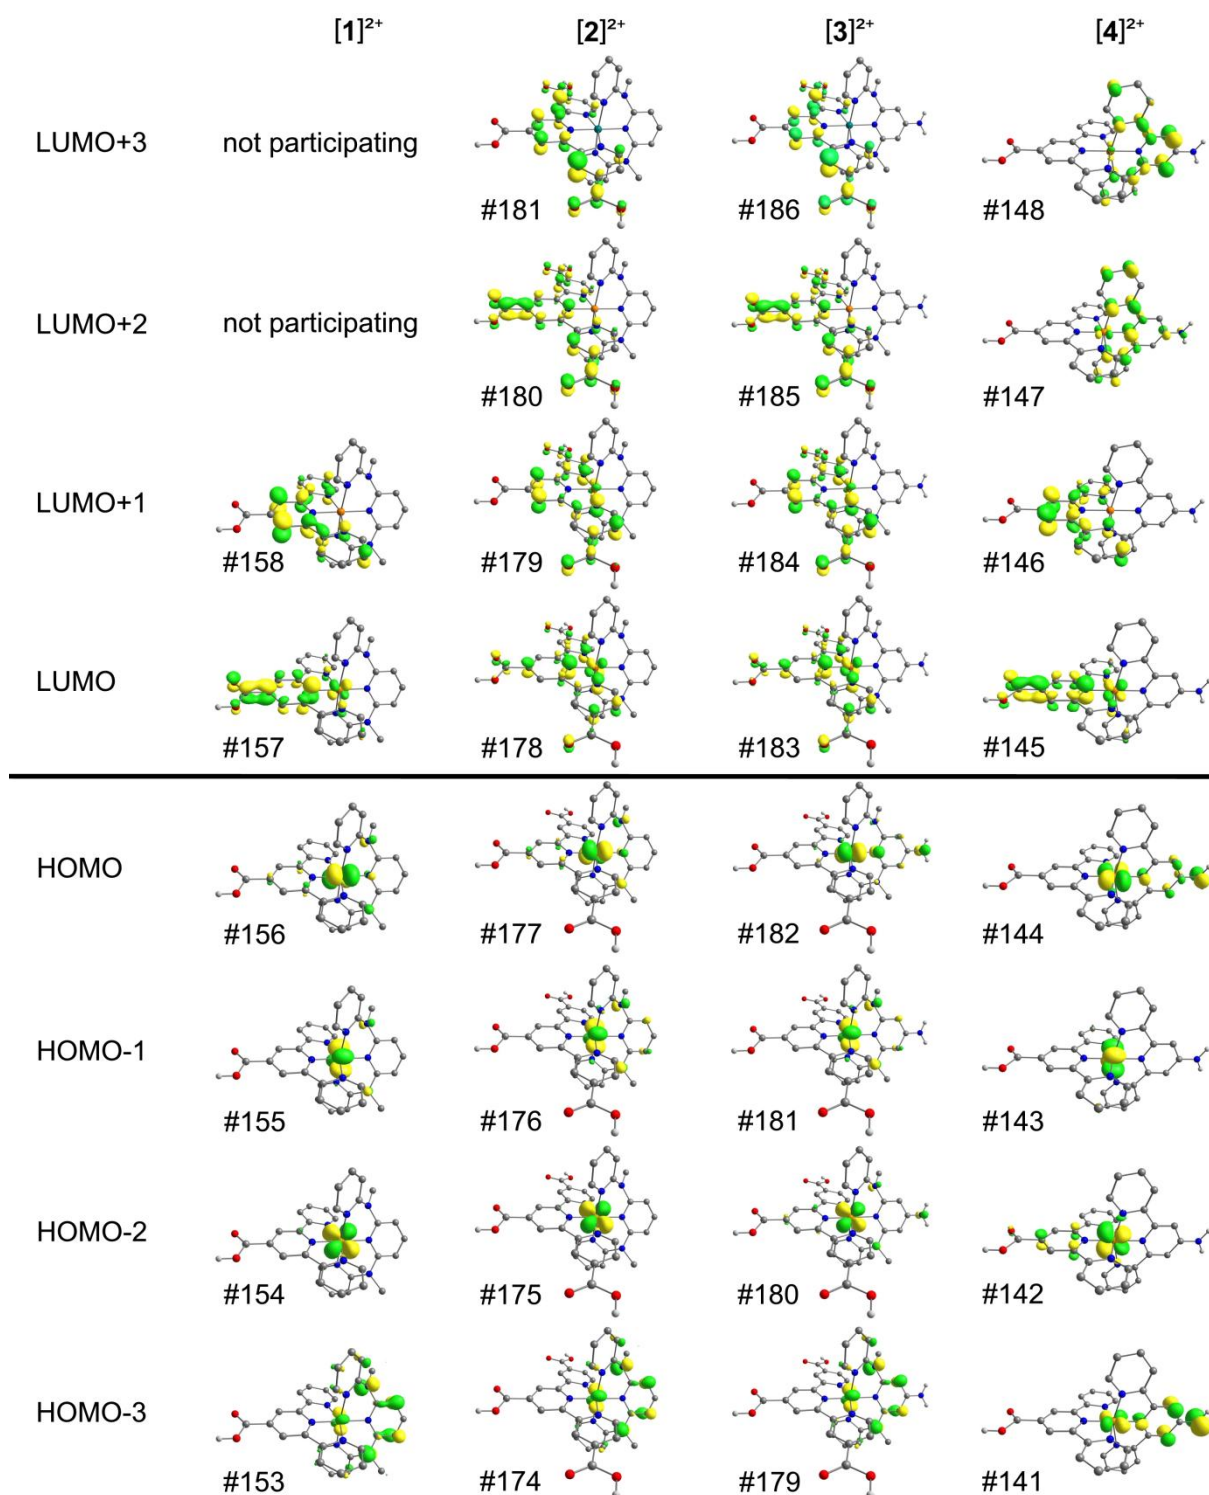 [1]²⁺ [2]²⁺ [3]²⁺ [4]²⁺
LUMO+3 not participating #181 #186 #148
LUMO+2 not participating #180 #185 #147
LUMO+1 #158 #179 #184 #146
LUMO #157 #178 #183 #145
HOMO #156 #177 #182 #144
HOMO-1 #155 #176 #181 #143
HOMO-2 #154 #175 #180 #142
HOMO-3 #153 #174 #179 #141